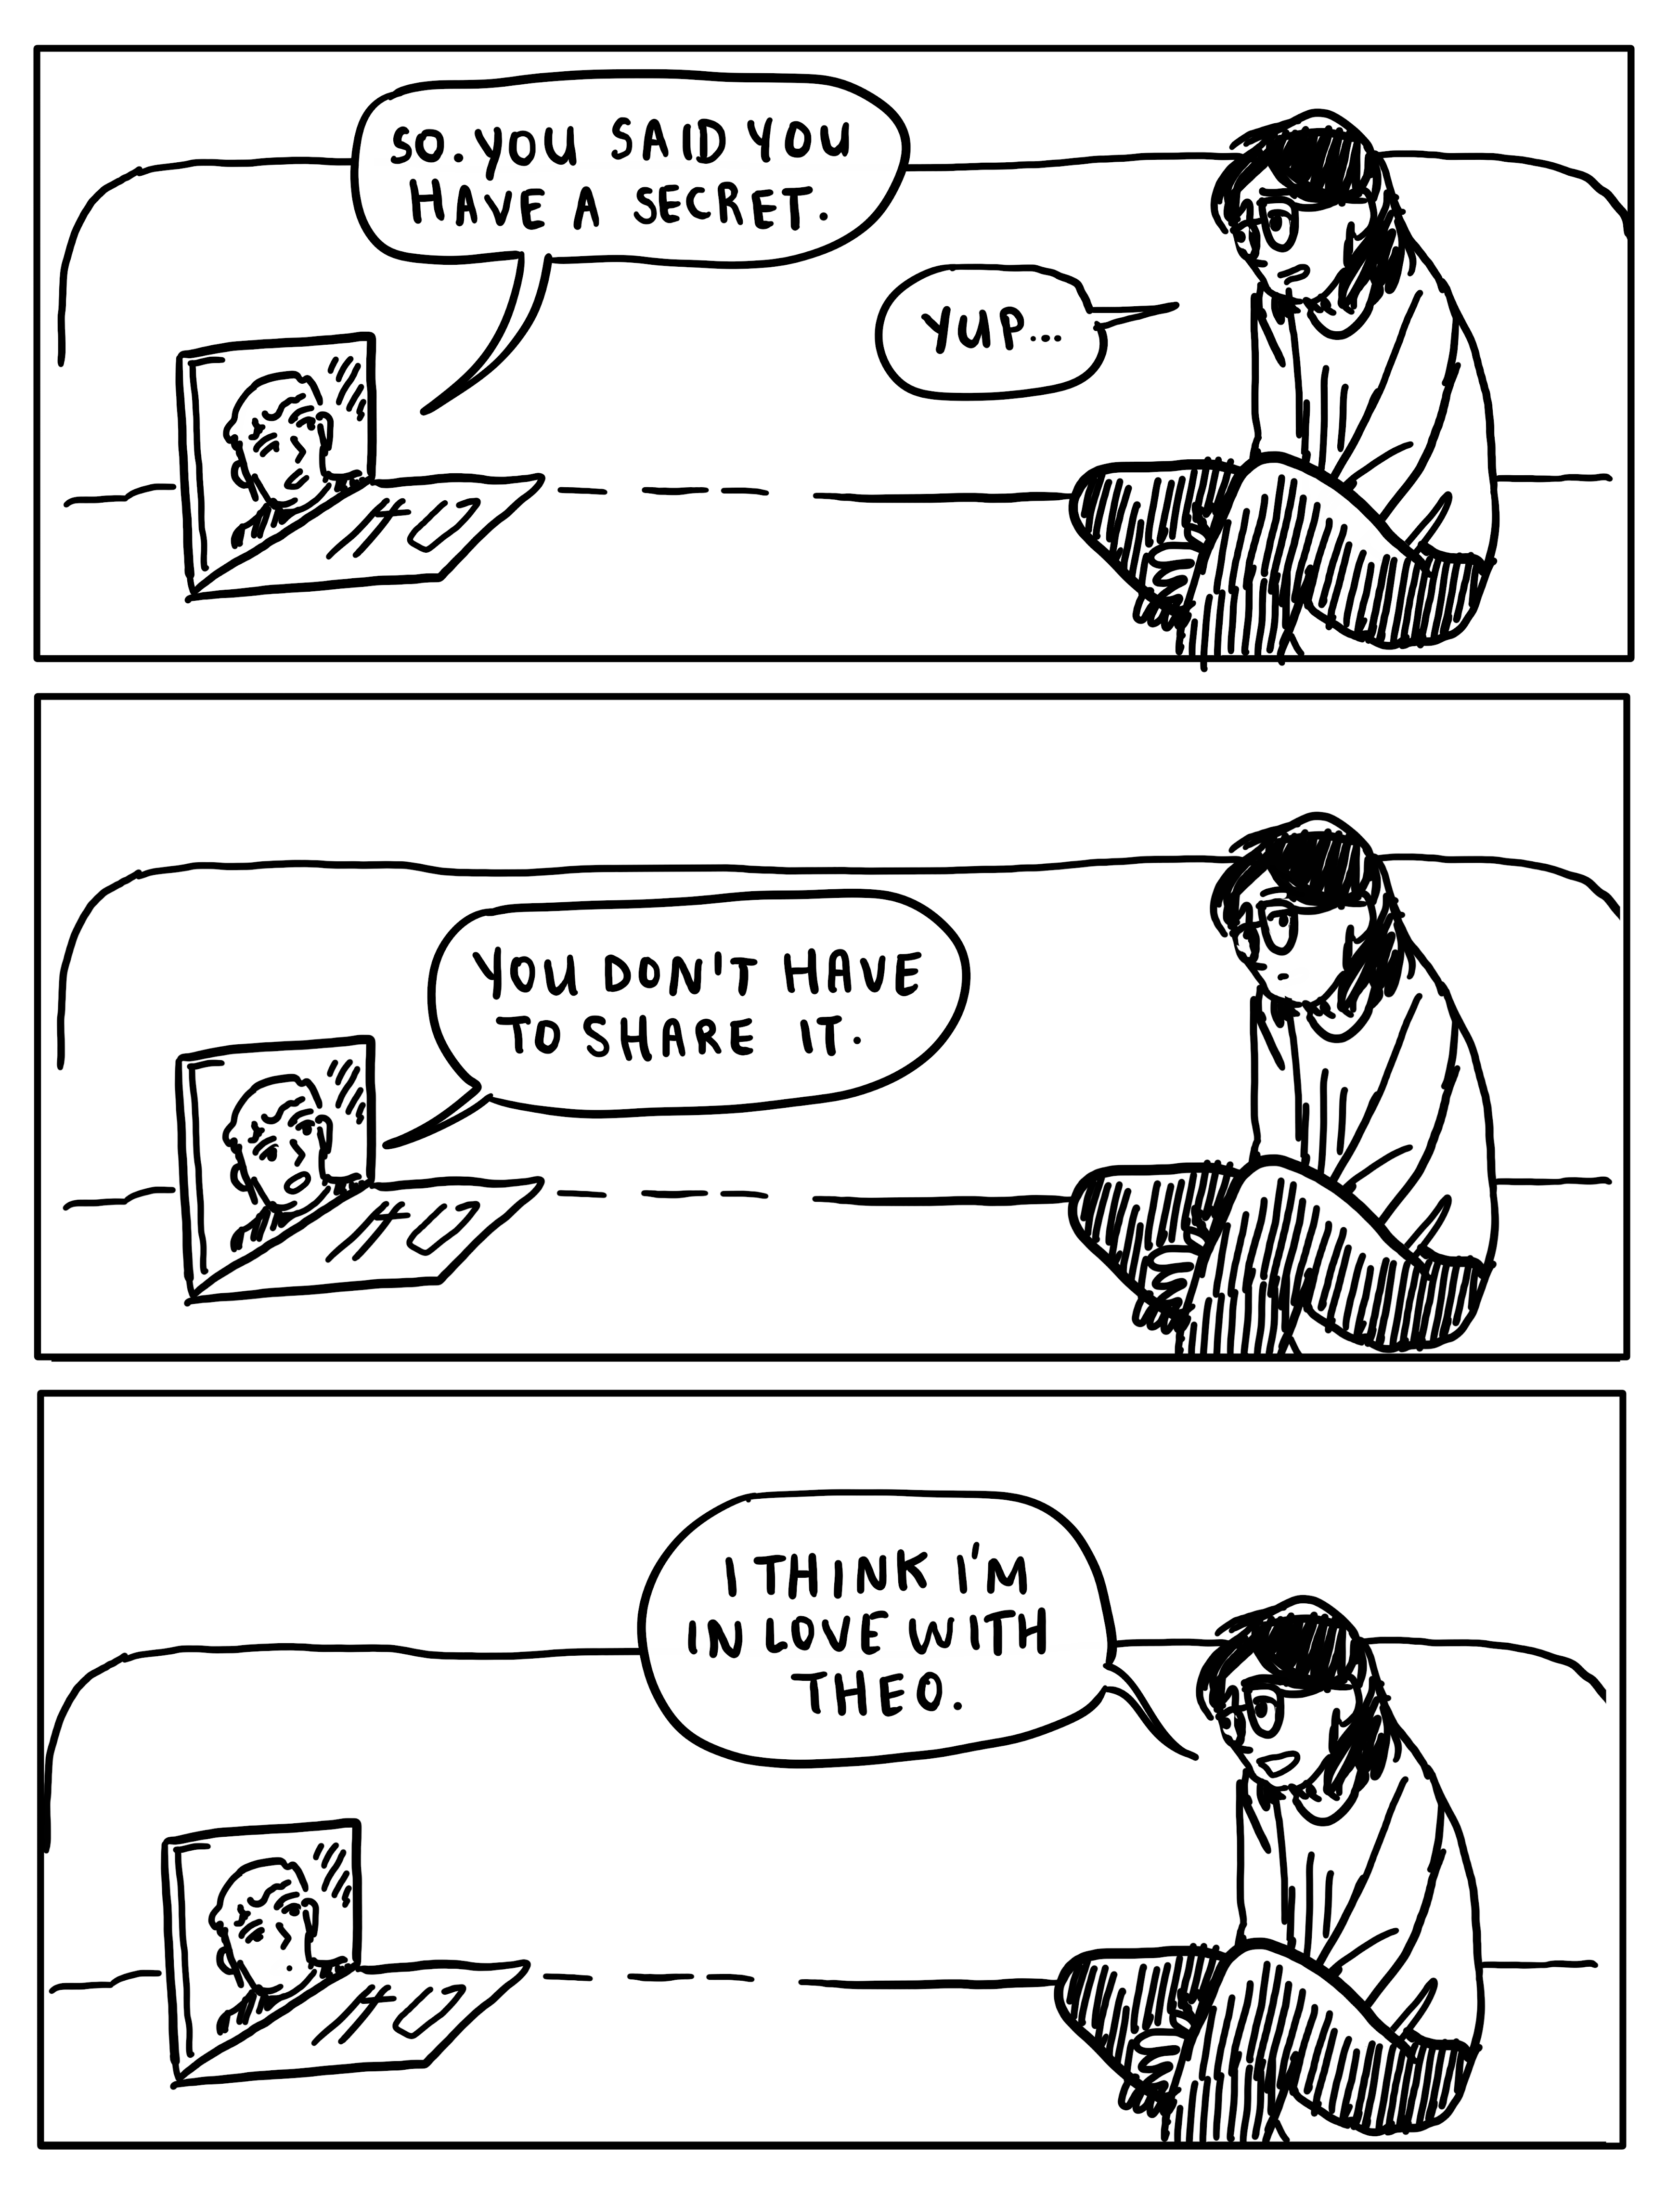 SO. YOU SAID YOU
HAVE A SECRET.
YUP...
YOU DON'T HAVE
TO SHARE IT.
I THINK I'M
IN LOVE WITH
THEO.